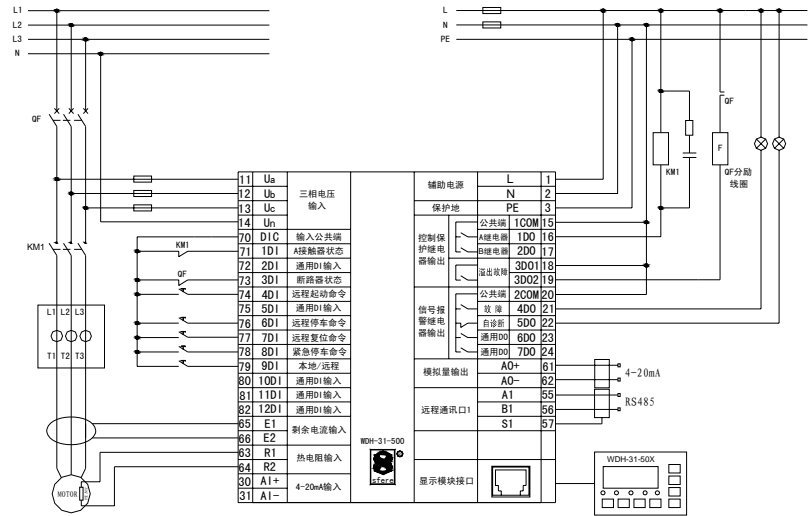 L1
L2
L3
N
L
N
PE
QF
QF
F
KM1
QF分励
线圈
11 Ua
12 Ub
13 Uc
14 Un
三相电压
输入
70 DIC 输入公共端
71 1DI A接触器状态
72 2DI 通用DI输入
73 3DI 断路器状态
74 4DI 远程起动命令
75 5DI 通用DI输入
76 6DI 远程停车命令
77 7DI 远程复位命令
78 8DI 紧急停车命令
79 9DI 本地/远程
80 10DI 通用DI输入
81 11DI 通用DI输入
82 12DI 通用DI输入
65 E1
66 E2
剩余电流输入
63 R1
64 R2
热电阻输入
30 AI+
31 AI-
4-20mA输入
KM1
QF
KM1
L1 L2 L3
T1 T2 T3
MOTOR
WDH-31-500
sfere
辅助电源
L 1
N 2
保护地 PE 3
控制保
护继电
器输出
公共端 1COM 15
A继电器 1DO 16
B继电器 2DO 17
溢出故障
3DO1 18
3DO2 19
信号报
警继电
器输出
公共端 2COM 20
故 障 4DO 21
自诊断 5DO 22
通用DO 6DO 23
通用DO 7DO 24
模拟量输出
AO+ 61
AO- 62
4-20mA
远程通讯口1
A1 55
B1 56
S1 57
RS485
显示模块接口
WDH-31-50X